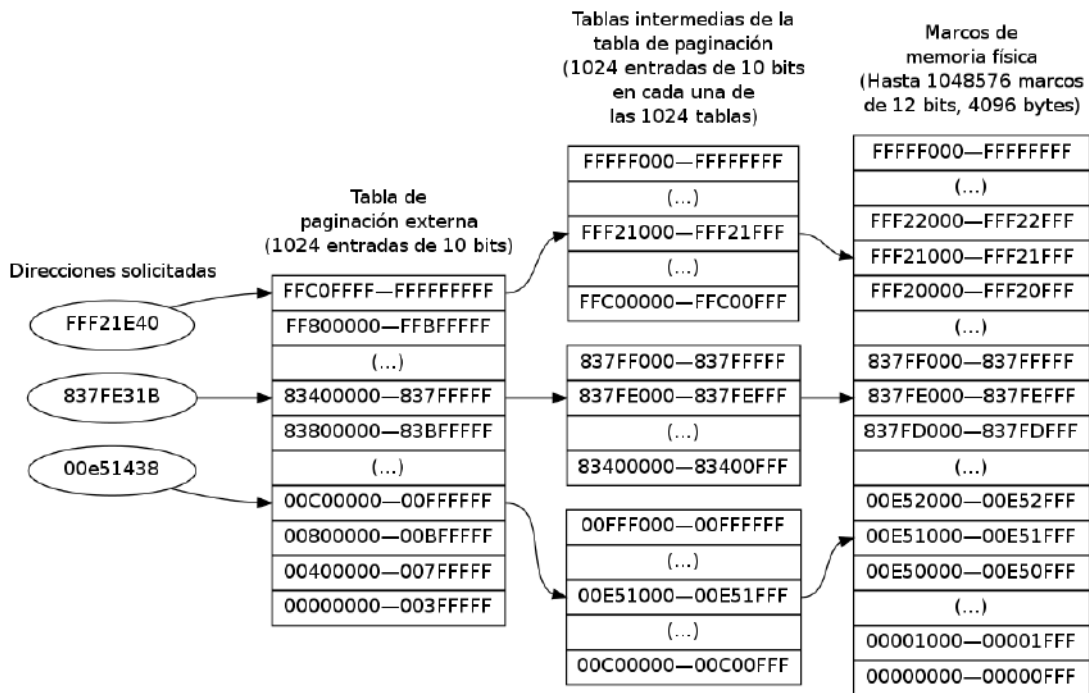 Direcciones solicitadas
FFF21E40
837FE31B
00e51438
Tabla de
paginación externa
(1024 entradas de 10 bits)
FFC0FFFF—FFFFFFFFF
FF800000—FFBFFFFF
(...)
83400000—837FFFFF
83800000—83BFFFFF
(...)
00C00000—00FFFFFF
00800000—00BFFFFF
00400000—007FFFFF
00000000—003FFFFF
Tablas intermedias de la
tabla de paginación
(1024 entradas de 10 bits
en cada una de
las 1024 tablas)
FFFFF000—FFFFFFFF
(...)
FFF21000—FFF21FFF
(...)
FFC00000—FFC00FFF
837FF000—837FFFFF
837FE000—837FEFFF
(...)
83400000—83400FFF
00FFF000—00FFFFFF
(...)
00E51000—00E51FFF
(...)
00C00000—00C00FFF
Marcos de
memoria física
(Hasta 1048576 marcos
de 12 bits, 4096 bytes)
FFFFF000—FFFFFFFF
(...)
FFF22000—FFF22FFF
FFF21000—FFF21FFF
FFF20000—FFF20FFF
(...)
837FF000—837FFFFF
837FE000—837FEFFF
837FD000—837FDFFF
(...)
00E52000—00E52FFF
00E51000—00E51FFF
00E50000—00E50FFF
(...)
00001000—00001FFF
00000000—00000FFF